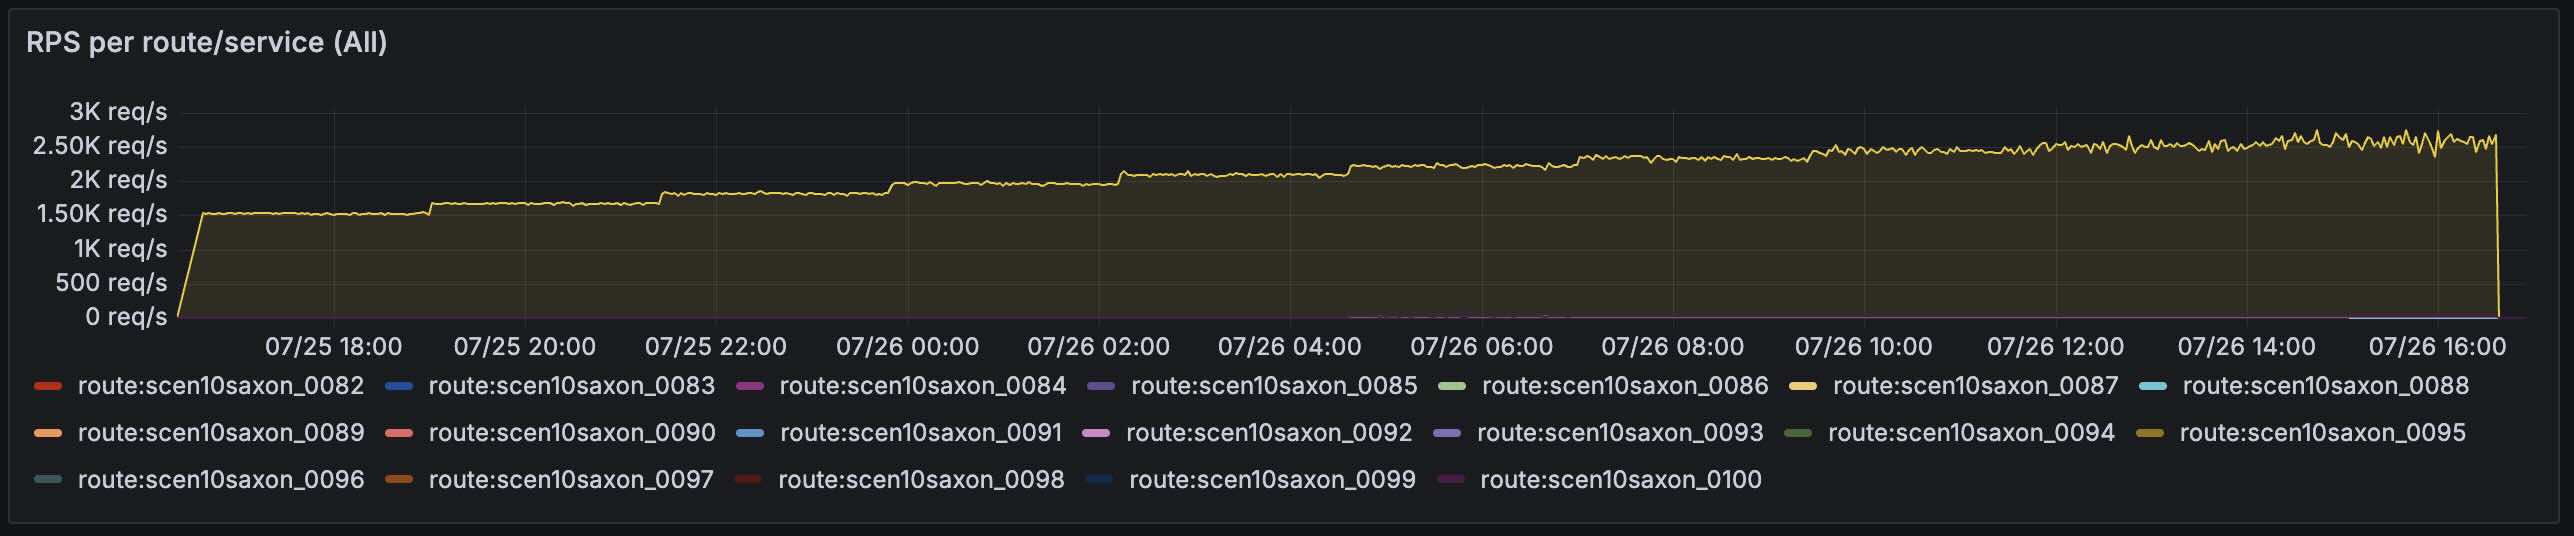 RPS per route/service (All)
3K req/s
2.50K req/s
2K req/s
1.50K req/s
1K req/s
500 req/s
0 req/s
07/25 18:00 07/25 20:00 07/25 22:00 07/26 00:00 07/26 02:00 07/26 04:00 07/26 06:00 07/26 08:00 07/26 10:00 07/26 12:00 07/26 14:00 07/26 16:00
route:scen10saxon_0082 route:scen10saxon_0083 route:scen10saxon_0084 route:scen10saxon_0085 route:scen10saxon_0086 route:scen10saxon_0087 route:scen10saxon_0088
route:scen10saxon_0089 route:scen10saxon_0090 route:scen10saxon_0091 route:scen10saxon_0092 route:scen10saxon_0093 route:scen10saxon_0094 route:scen10saxon_0095
route:scen10saxon_0096 route:scen10saxon_0097 route:scen10saxon_0098 route:scen10saxon_0099 route:scen10saxon_0100